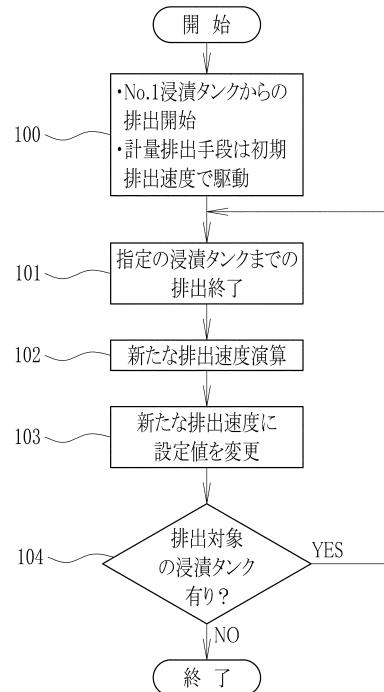 開 始
100
・No.1浸漬タンクからの
排出開始
・計量排出手段は初期
排出速度で駆動
101
指定の浸漬タンクまでの
排出終了
102
新たな排出速度演算
103
新たな排出速度に
設定値を変更
104
排出対象
の浸漬タンク
有り?
YES
NO
終 了